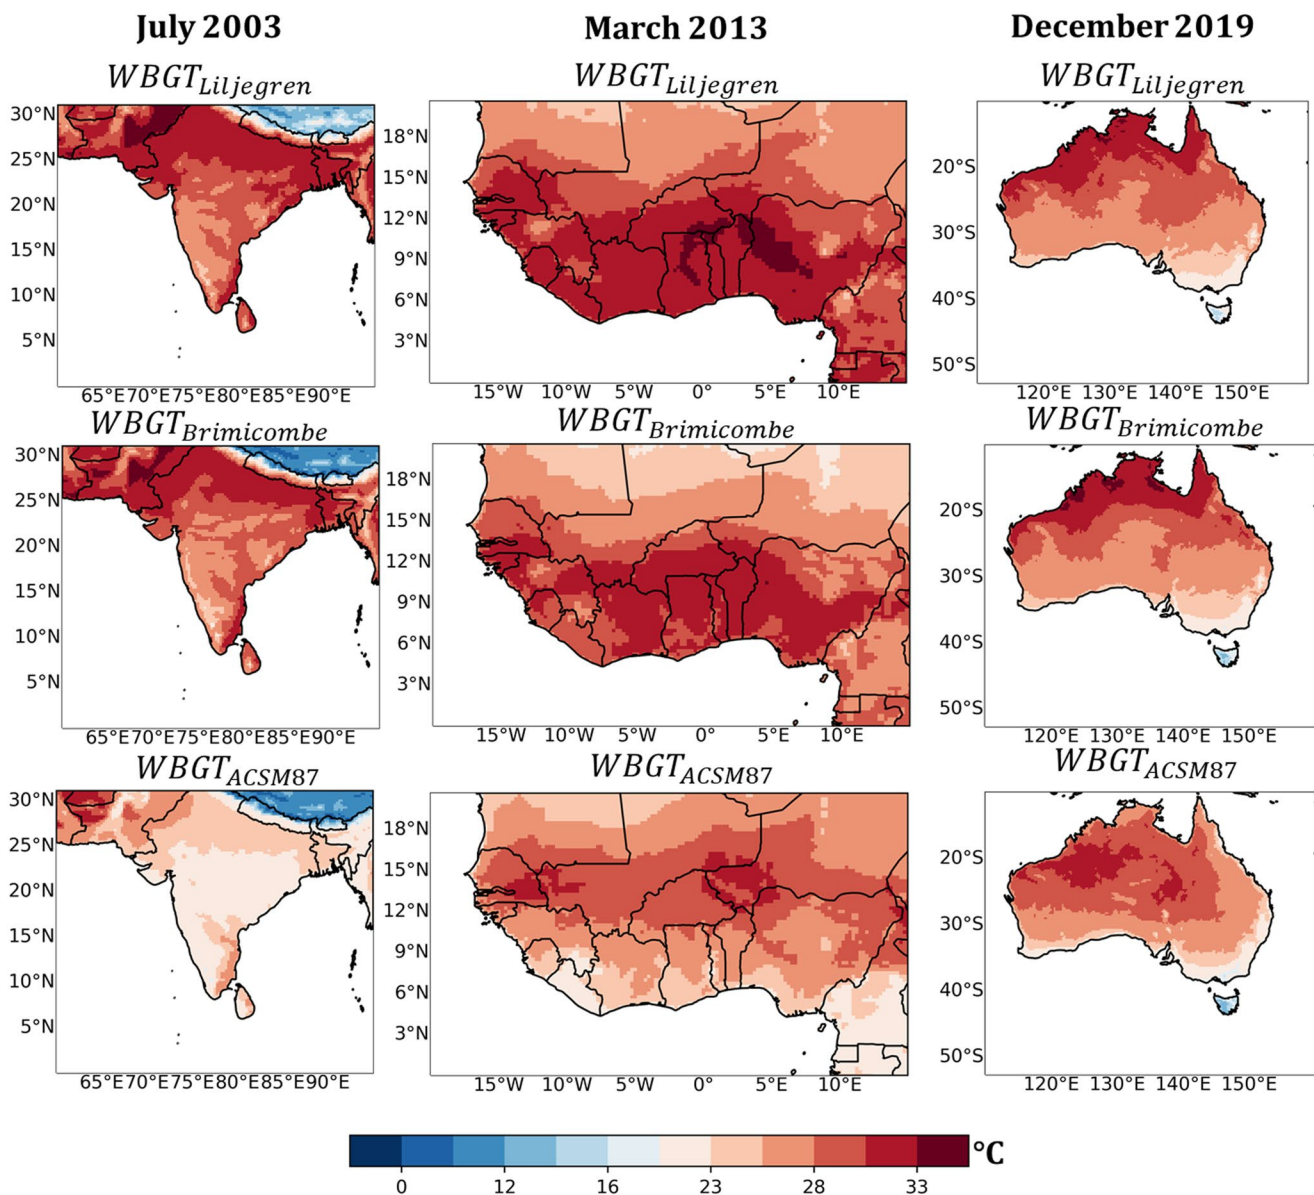 July 2003 March 2013 December 2019
WBGT_Liljegren WBGT_Liljegren WBGT_Liljegren
30°N
25°N
20°N
15°N
10°N
5°N
65°E70°E75°E80°E85°E90°E
18°N
15°N
12°N
9°N
6°N
3°N
15°W 10°W 5°W 0° 5°E 10°E
20°S
30°S
40°S
50°S
120°E 130°E 140°E 150°E
WBGT_Brimicombe WBGT_Brimicombe WBGT_Brimicombe
30°N
25°N
20°N
15°N
10°N
5°N
65°E70°E75°E80°E85°E90°E
18°N
15°N
12°N
9°N
6°N
3°N
15°W 10°W 5°W 0° 5°E 10°E
20°S
30°S
40°S
50°S
120°E 130°E 140°E 150°E
WBGT_ACSM87 WBGT_ACSM87 WBGT_ACSM87
30°N
25°N
20°N
15°N
10°N
5°N
65°E70°E75°E80°E85°E90°E
18°N
15°N
12°N
9°N
6°N
3°N
15°W 10°W 5°W 0° 5°E 10°E
20°S
30°S
40°S
50°S
120°E 130°E 140°E 150°E
°C
0 12 16 23 28 33